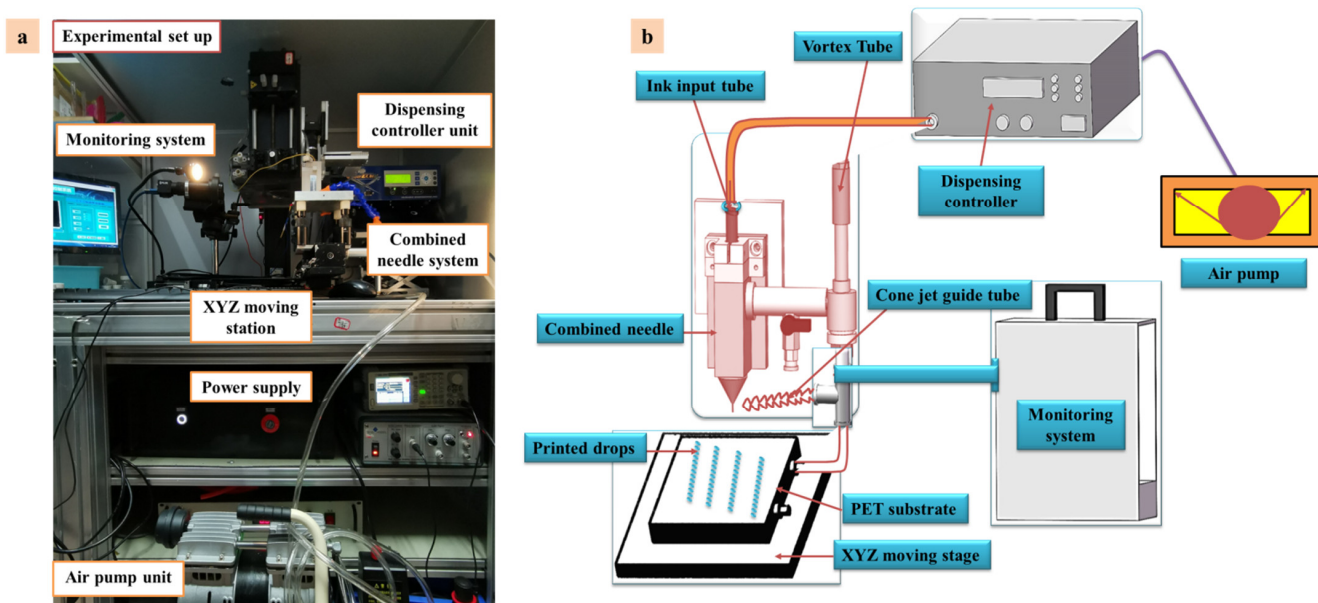 a
Experimental set up
Monitoring system
Dispensing
controller unit
Combined
needle system
XYZ moving
station
Power supply
Air pump unit
b
Vortex Tube
Ink input tube
Dispensing
controller
Air pump
Cone jet guide tube
Combined needle
Monitoring
system
Printed drops
PET substrate
XYZ moving stage